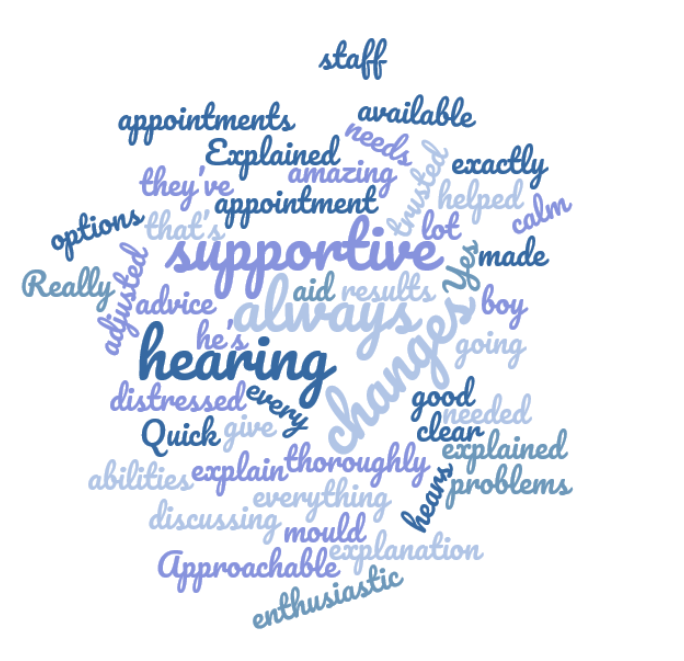 staff
appointments
available
needs
Explained
trusted
exactly
amazing
they've
helped
appointment
calm
options
that's
lot
supportive
Yes
made
adjusted
Really
aid
results
advice
always
boy
changes
he's
going
hearing
distressed
every
good
needed
Quick
give
clear
explained
abilities
explain
thoroughly
problems
hears
everything
discussing
mould
explanation
Approachable
enthusiastic